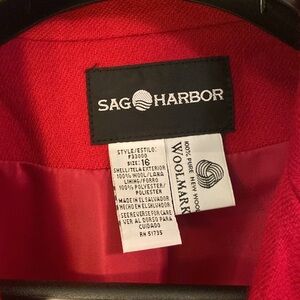 SAG HARBOR
STYLE/ESTILO:
F33000
SIZE: 16
SHELL/TELA EXTERIOR
100% WOOL/LANA
LINING/FORRO
100% POLYESTER/
POLIESTER
MADE IN EL SALVADOR
HECHO EN EL SALVADOR
SEE REVERSE FOR CARE
VER AL DORSO PARA
CUIDADO
RN 51735
100% PURE NEW WOOL
WOOLMARK